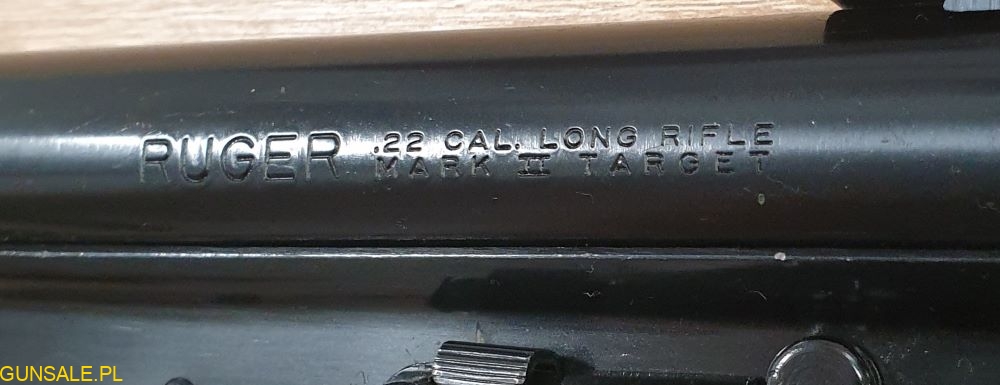 RUGER
.22 CAL. LONG RIFLE
MARK II TARGET
GUNSALE.PL